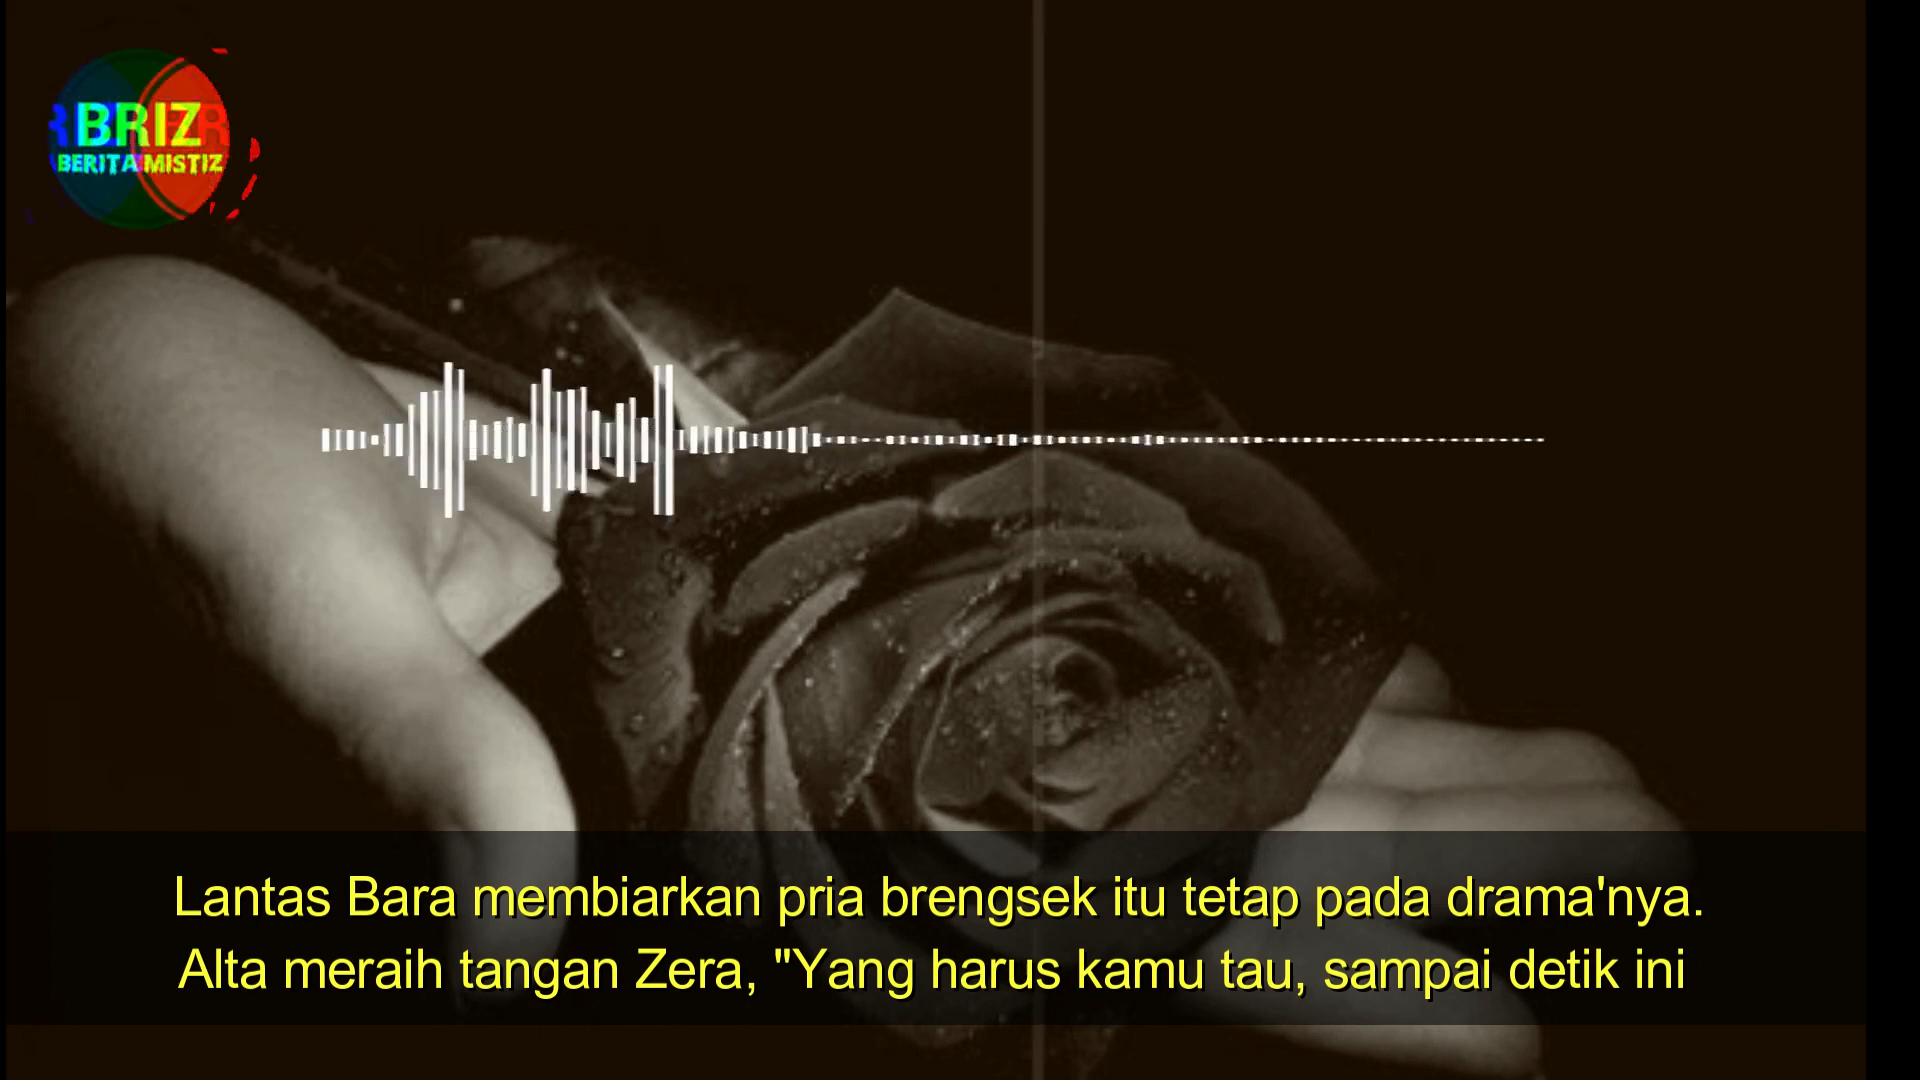 BRIZ
BERITA MISTIZ
Lantas Bara membiarkan pria brengsek itu tetap pada drama'nya.
Alta meraih tangan Zera, "Yang harus kamu tau, sampai detik ini